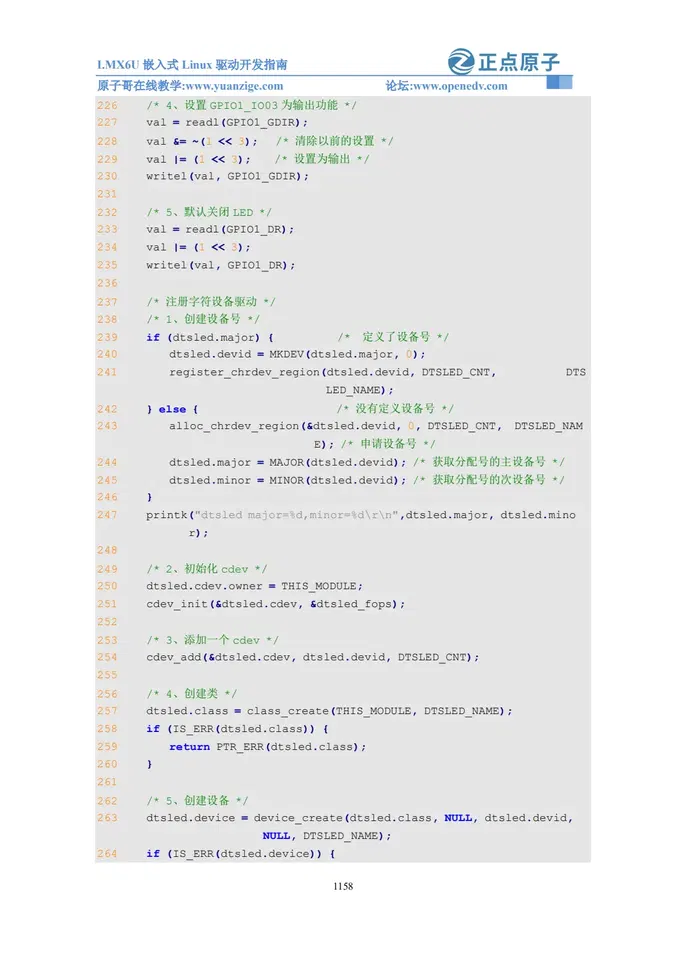 正点原子
I.MX6U 嵌入式 Linux 驱动开发指南
原子哥在线教学:www.yuanzige.com 论坛:www.openedv.com
226 /* 4、设置 GPIO1_IO03 为输出功能 */
227 val = readl(GPIO1_GDIR);
228 val &= ~(1 << 3); /* 清除以前的设置 */
229 val |= (1 << 3); /* 设置为输出 */
230 writel(val, GPIO1_GDIR);
231
232 /* 5、默认关闭 LED */
233 val = readl(GPIO1_DR);
234 val |= (1 << 3);
235 writel(val, GPIO1_DR);
236
237 /* 注册字符设备驱动 */
238 /* 1、创建设备号 */
239 if (dtsled.major) { /* 定义了设备号 */
240 dtsled.devid = MKDEV(dtsled.major, 0);
241 register_chrdev_region(dtsled.devid, DTSLED_CNT, DTS
LED_NAME);
242 } else { /* 没有定义设备号 */
243 alloc_chrdev_region(&dtsled.devid, 0, DTSLED_CNT, DTSLED_NAM
E); /* 申请设备号 */
244 dtsled.major = MAJOR(dtsled.devid); /* 获取分配号的主设备号 */
245 dtsled.minor = MINOR(dtsled.devid); /* 获取分配号的次设备号 */
246 }
247 printk("dtsled major=%d,minor=%d\r\n",dtsled.major, dtsled.mino
r);
248
249 /* 2、初始化 cdev */
250 dtsled.cdev.owner = THIS_MODULE;
251 cdev_init(&dtsled.cdev, &dtsled_fops);
252
253 /* 3、添加一个 cdev */
254 cdev_add(&dtsled.cdev, dtsled.devid, DTSLED_CNT);
255
256 /* 4、创建类 */
257 dtsled.class = class_create(THIS_MODULE, DTSLED_NAME);
258 if (IS_ERR(dtsled.class)) {
259 return PTR_ERR(dtsled.class);
260 }
261
262 /* 5、创建设备 */
263 dtsled.device = device_create(dtsled.class, NULL, dtsled.devid,
NULL, DTSLED_NAME);
264 if (IS_ERR(dtsled.device)) {
1158